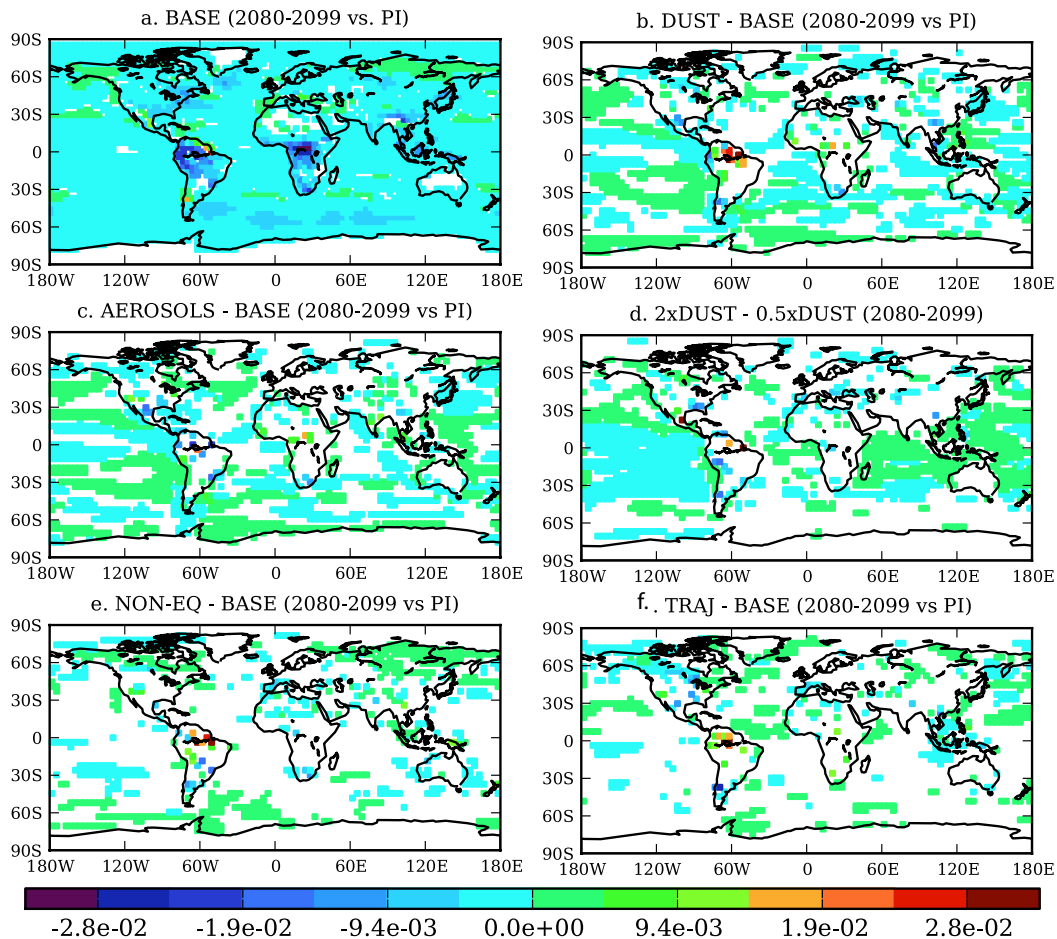 a. BASE (2080-2099 vs. PI)
90S
60S
30S
0
30S
60S
90S
180W 120W 60W 0 60E 120E 180E
b. DUST - BASE (2080-2099 vs PI)
90S
60S
30S
0
30S
60S
90S
180W 120W 60W 0 60E 120E 180E
c. AEROSOLS - BASE (2080-2099 vs PI)
90S
60S
30S
0
30S
60S
90S
180W 120W 60W 0 60E 120E 180E
d. 2xDUST - 0.5xDUST (2080-2099)
90S
60S
30S
0
30S
60S
90S
180W 120W 60W 0 60E 120E 180E
e. NON-EQ - BASE (2080-2099 vs PI)
90S
60S
30S
0
30S
60S
90S
180W 120W 60W 0 60E 120E 180E
f. . TRAJ - BASE (2080-2099 vs PI)
90S
60S
30S
0
30S
60S
90S
180W 120W 60W 0 60E 120E 180E
-2.8e-02 -1.9e-02 -9.4e-03 0.0e+00 9.4e-03 1.9e-02 2.8e-02